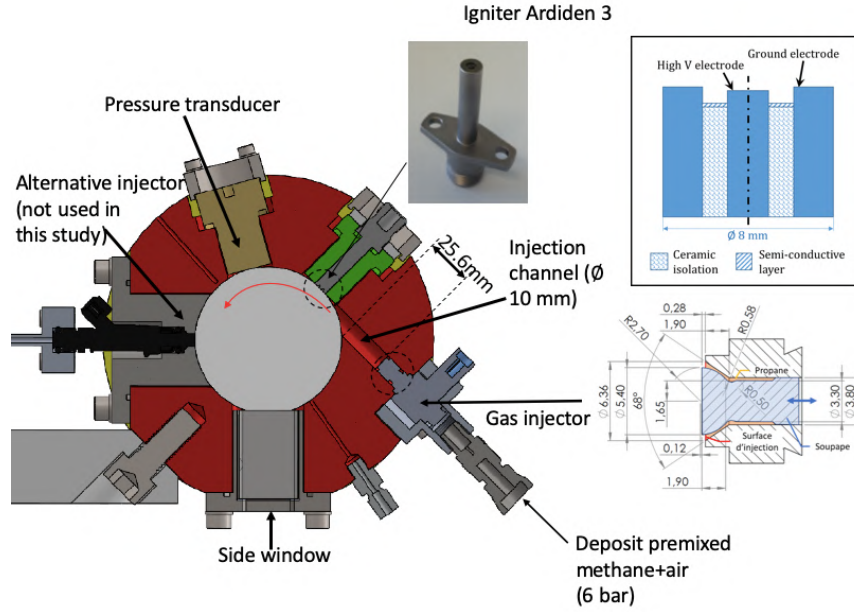 Igniter Ardiden 3
Pressure transducer
Alternative injector
(not used in
this study)
25.6mm
Injection
channel (Ø
10 mm)
Gas injector
Side window
Deposit premixed
methane+air
(6 bar)
High V electrode
Ground electrode
Ø 8 mm
Ceramic
isolation
Semi-conductive
layer
0,28
1,90
R0,58
R2,70
Propane
R0,50
Ø 6,36
Ø 5,40
68°
1,65
Ø 3,30
Ø 3,80
Surface
d'injection
Soupape
0,12
1,90